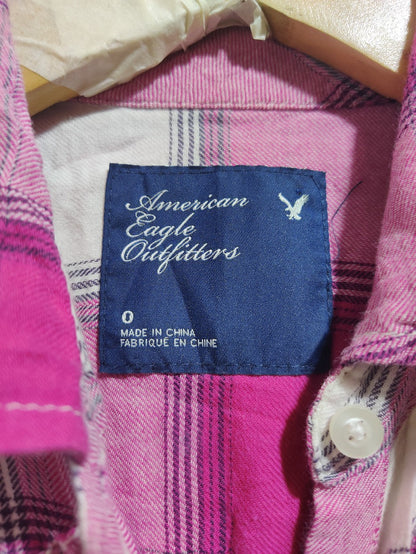 American
Eagle
Outfitters
0
MADE IN CHINA
FABRIQUÉ EN CHINE